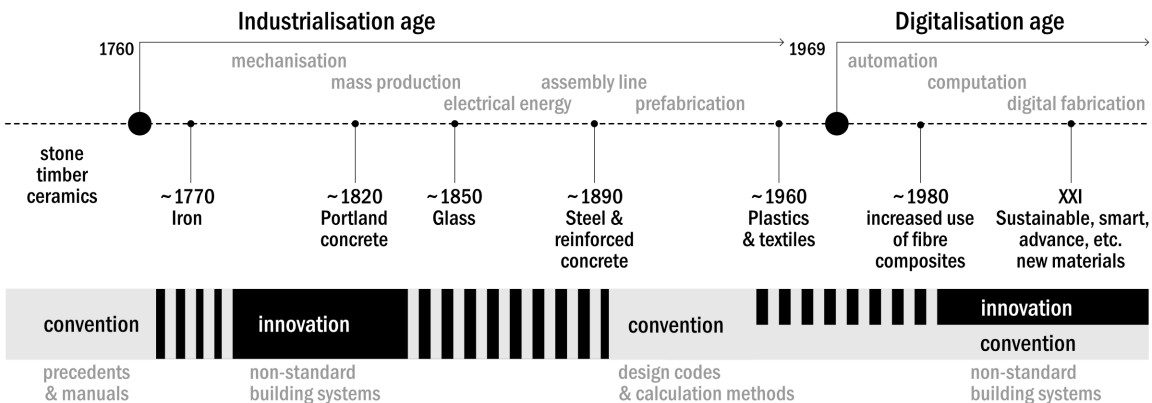 Industrialisation age
Digitalisation age
1760
1969
mechanisation
automation
mass production
assembly line
computation
electrical energy
prefabrication
digital fabrication
stone
timber
ceramics
~1770
Iron
~1820
Portland
concrete
~1850
Glass
~1890
Steel &
reinforced
concrete
~1960
Plastics
& textiles
~1980
increased use
of fibre
composites
XXI
Sustainable, smart,
advance, etc.
new materials
convention
innovation
convention
innovation
convention
precedents
& manuals
non-standard
building systems
design codes
& calculation methods
non-standard
building systems